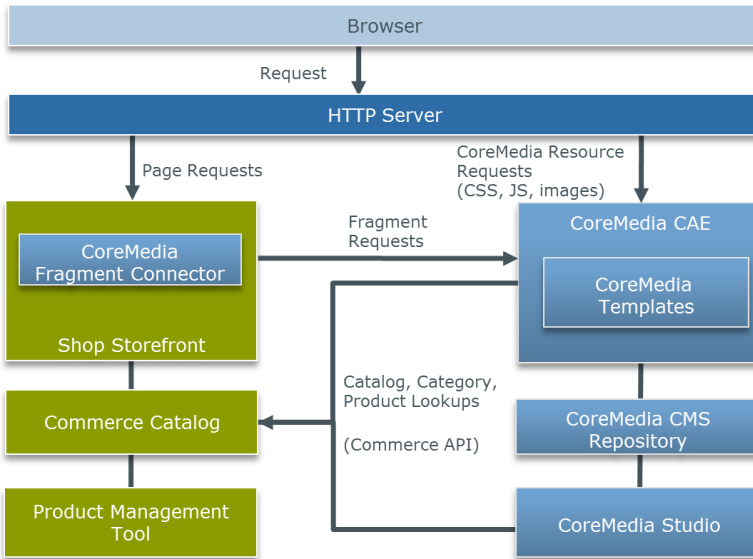 Browser
Request
HTTP Server
Page Requests
CoreMedia Resource
Requests
(CSS, JS, images)
CoreMedia
Fragment Connector
Shop Storefront
Fragment
Requests
CoreMedia CAE
CoreMedia
Templates
Catalog, Category,
Product Lookups
(Commerce API)
Commerce Catalog
CoreMedia CMS
Repository
Product Management
Tool
CoreMedia Studio